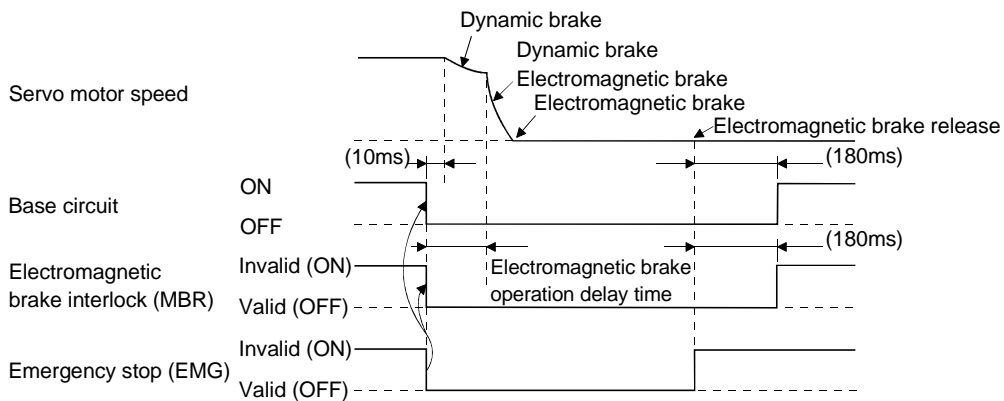 Dynamic brake
Dynamic brake
Electromagnetic brake
Electromagnetic brake
Servo motor speed
Electromagnetic brake release
(10ms)
(180ms)
ON
Base circuit
OFF
(180ms)
Electromagnetic
brake interlock (MBR)
Invalid (ON)
Valid (OFF)
Electromagnetic brake
operation delay time
Invalid (ON)
Emergency stop (EMG)
Valid (OFF)